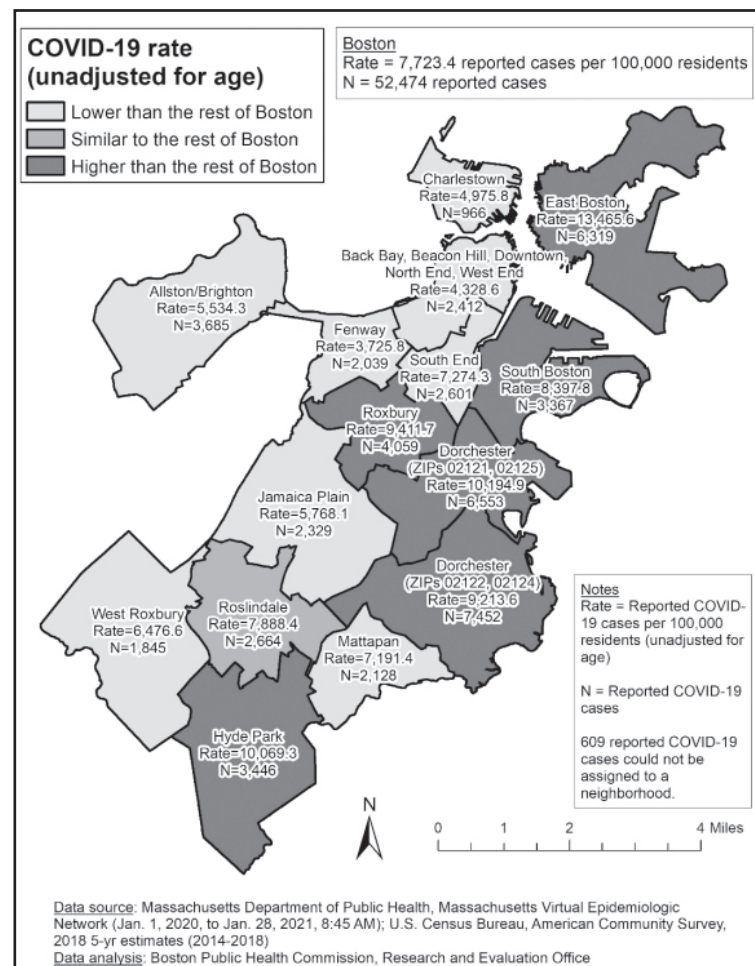 COVID-19 rate
(unadjusted for age)
Lower than the rest of Boston
Similar to the rest of Boston
Higher than the rest of Boston
Boston
Rate = 7,723.4 reported cases per 100,000 residents
N = 52,474 reported cases
Charlestown
Rate=4,975.8
N=966
East Boston
Rate=13,465.6
N=6,319
Back Bay, Beacon Hill, Downtown,
North End, West End
Rate=4,328.6
N=2,412
Allston/Brighton
Rate=5,534.3
N=3,685
Fenway
Rate=3,725.8
N=2,039
South End
Rate=7,274.3
N=2,601
South Boston
Rate=8,397.8
N=3,367
Roxbury
Rate=9,411.7
N=4,059
Dorchester
(ZIPs 02121, 02125)
Rate=10,194.9
N=6,553
Jamaica Plain
Rate=5,768.1
N=2,329
Dorchester
(ZIPs 02122, 02124)
Rate=9,213.6
N=7,452
West Roxbury
Rate=6,476.6
N=1,845
Roslindale
Rate=7,888.4
N=2,664
Mattapan
Rate=7,191.4
N=2,128
Hyde Park
Rate=10,069.3
N=3,446
Notes
Rate = Reported COVID-
19 cases per 100,000
residents (unadjusted for
age)
N = Reported COVID-19
cases
609 reported COVID-19
cases could not be
assigned to a
neighborhood.
N
0 1 2 4 Miles
Data source: Massachusetts Department of Public Health, Massachusetts Virtual Epidemiologic
Network (Jan. 1, 2020, to Jan. 28, 2021, 8:45 AM); U.S. Census Bureau, American Community Survey,
2018 5-yr estimates (2014-2018)
Data analysis: Boston Public Health Commission, Research and Evaluation Office